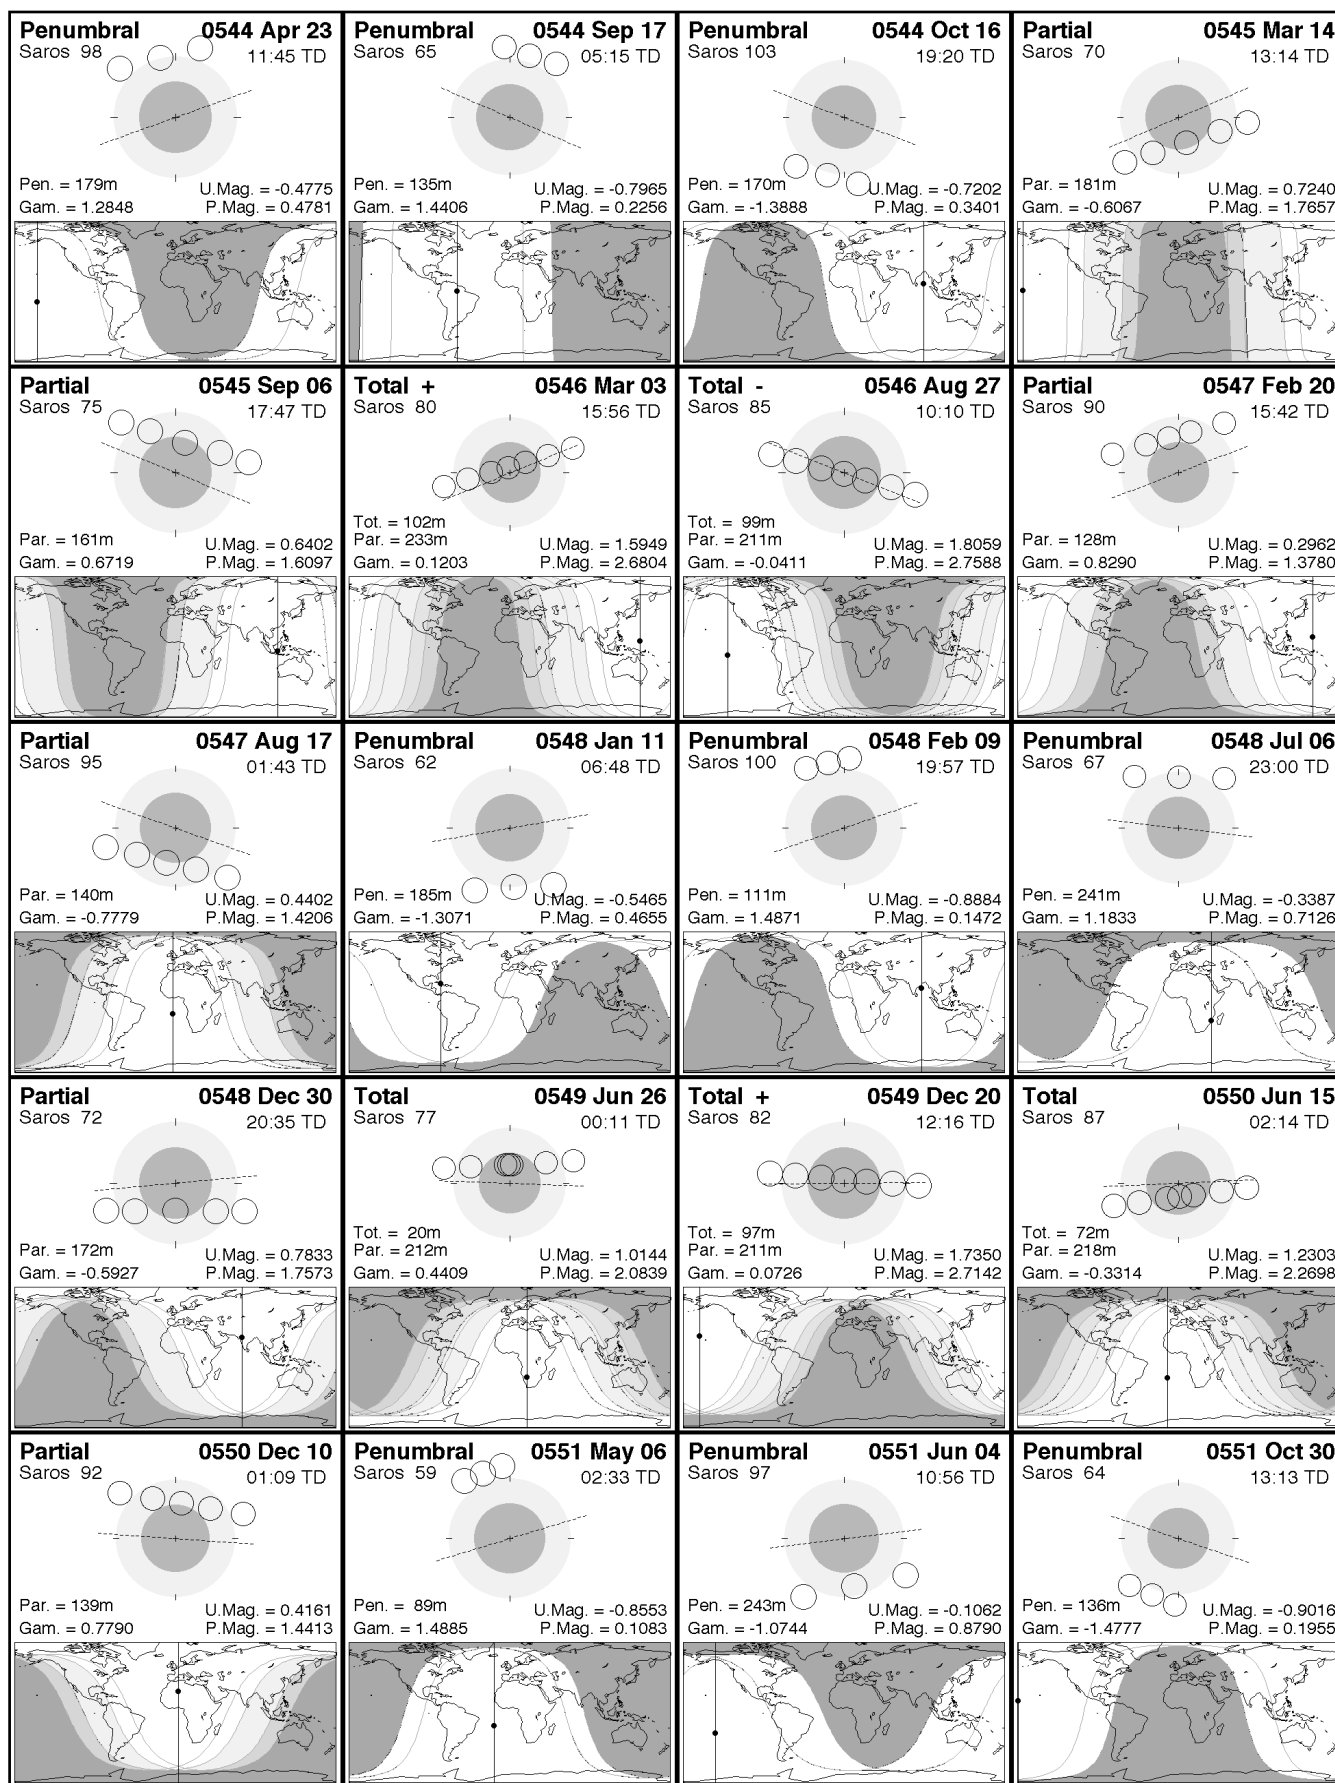 Penumbral 0544 Apr 23
Saros 98 11:45 TD
Pen. = 179m U.Mag. = -0.4775
Gam. = 1.2848 P.Mag. = 0.4781
Penumbral 0544 Sep 17
Saros 65 05:15 TD
Pen. = 135m U.Mag. = -0.7965
Gam. = 1.4406 P.Mag. = 0.2256
Penumbral 0544 Oct 16
Saros 103 19:20 TD
Pen. = 170m U.Mag. = -0.7202
Gam. = -1.3888 P.Mag. = 0.3401
Partial 0545 Mar 14
Saros 70 13:14 TD
Par. = 181m U.Mag. = 0.7240
Gam. = -0.6067 P.Mag. = 1.7657
Partial 0545 Sep 06
Saros 75 17:47 TD
Par. = 161m U.Mag. = 0.6402
Gam. = 0.6719 P.Mag. = 1.6097
Total + 0546 Mar 03
Saros 80 15:56 TD
Tot. = 102m
Par. = 233m U.Mag. = 1.5949
Gam. = 0.1203 P.Mag. = 2.6804
Total - 0546 Aug 27
Saros 85 10:10 TD
Tot. = 99m
Par. = 211m U.Mag. = 1.8059
Gam. = -0.0411 P.Mag. = 2.7588
Partial 0547 Feb 20
Saros 90 15:42 TD
Par. = 128m U.Mag. = 0.2962
Gam. = 0.8290 P.Mag. = 1.3780
Partial 0547 Aug 17
Saros 95 01:43 TD
Par. = 140m U.Mag. = 0.4402
Gam. = -0.7779 P.Mag. = 1.4206
Penumbral 0548 Jan 11
Saros 62 06:48 TD
Pen. = 185m U.Mag. = -0.5465
Gam. = -1.3071 P.Mag. = 0.4655
Penumbral 0548 Feb 09
Saros 100 19:57 TD
Pen. = 111m U.Mag. = -0.8884
Gam. = 1.4871 P.Mag. = 0.1472
Penumbral 0548 Jul 06
Saros 67 23:00 TD
Pen. = 241m U.Mag. = -0.3387
Gam. = 1.1833 P.Mag. = 0.7126
Partial 0548 Dec 30
Saros 72 20:35 TD
Par. = 172m U.Mag. = 0.7833
Gam. = -0.5927 P.Mag. = 1.7573
Total 0549 Jun 26
Saros 77 00:11 TD
Tot. = 20m
Par. = 212m U.Mag. = 1.0144
Gam. = 0.4409 P.Mag. = 2.0839
Total + 0549 Dec 20
Saros 82 12:16 TD
Tot. = 97m
Par. = 211m U.Mag. = 1.7350
Gam. = 0.0726 P.Mag. = 2.7142
Total 0550 Jun 15
Saros 87 02:14 TD
Tot. = 72m
Par. = 218m U.Mag. = 1.2303
Gam. = -0.3314 P.Mag. = 2.2698
Partial 0550 Dec 10
Saros 92 01:09 TD
Par. = 139m U.Mag. = 0.4161
Gam. = 0.7790 P.Mag. = 1.4413
Penumbral 0551 May 06
Saros 59 02:33 TD
Pen. = 89m U.Mag. = -0.8553
Gam. = 1.4885 P.Mag. = 0.1083
Penumbral 0551 Jun 04
Saros 97 10:56 TD
Pen. = 243m U.Mag. = -0.1062
Gam. = -1.0744 P.Mag. = 0.8790
Penumbral 0551 Oct 30
Saros 64 13:13 TD
Pen. = 136m U.Mag. = -0.9016
Gam. = -1.4777 P.Mag. = 0.1955